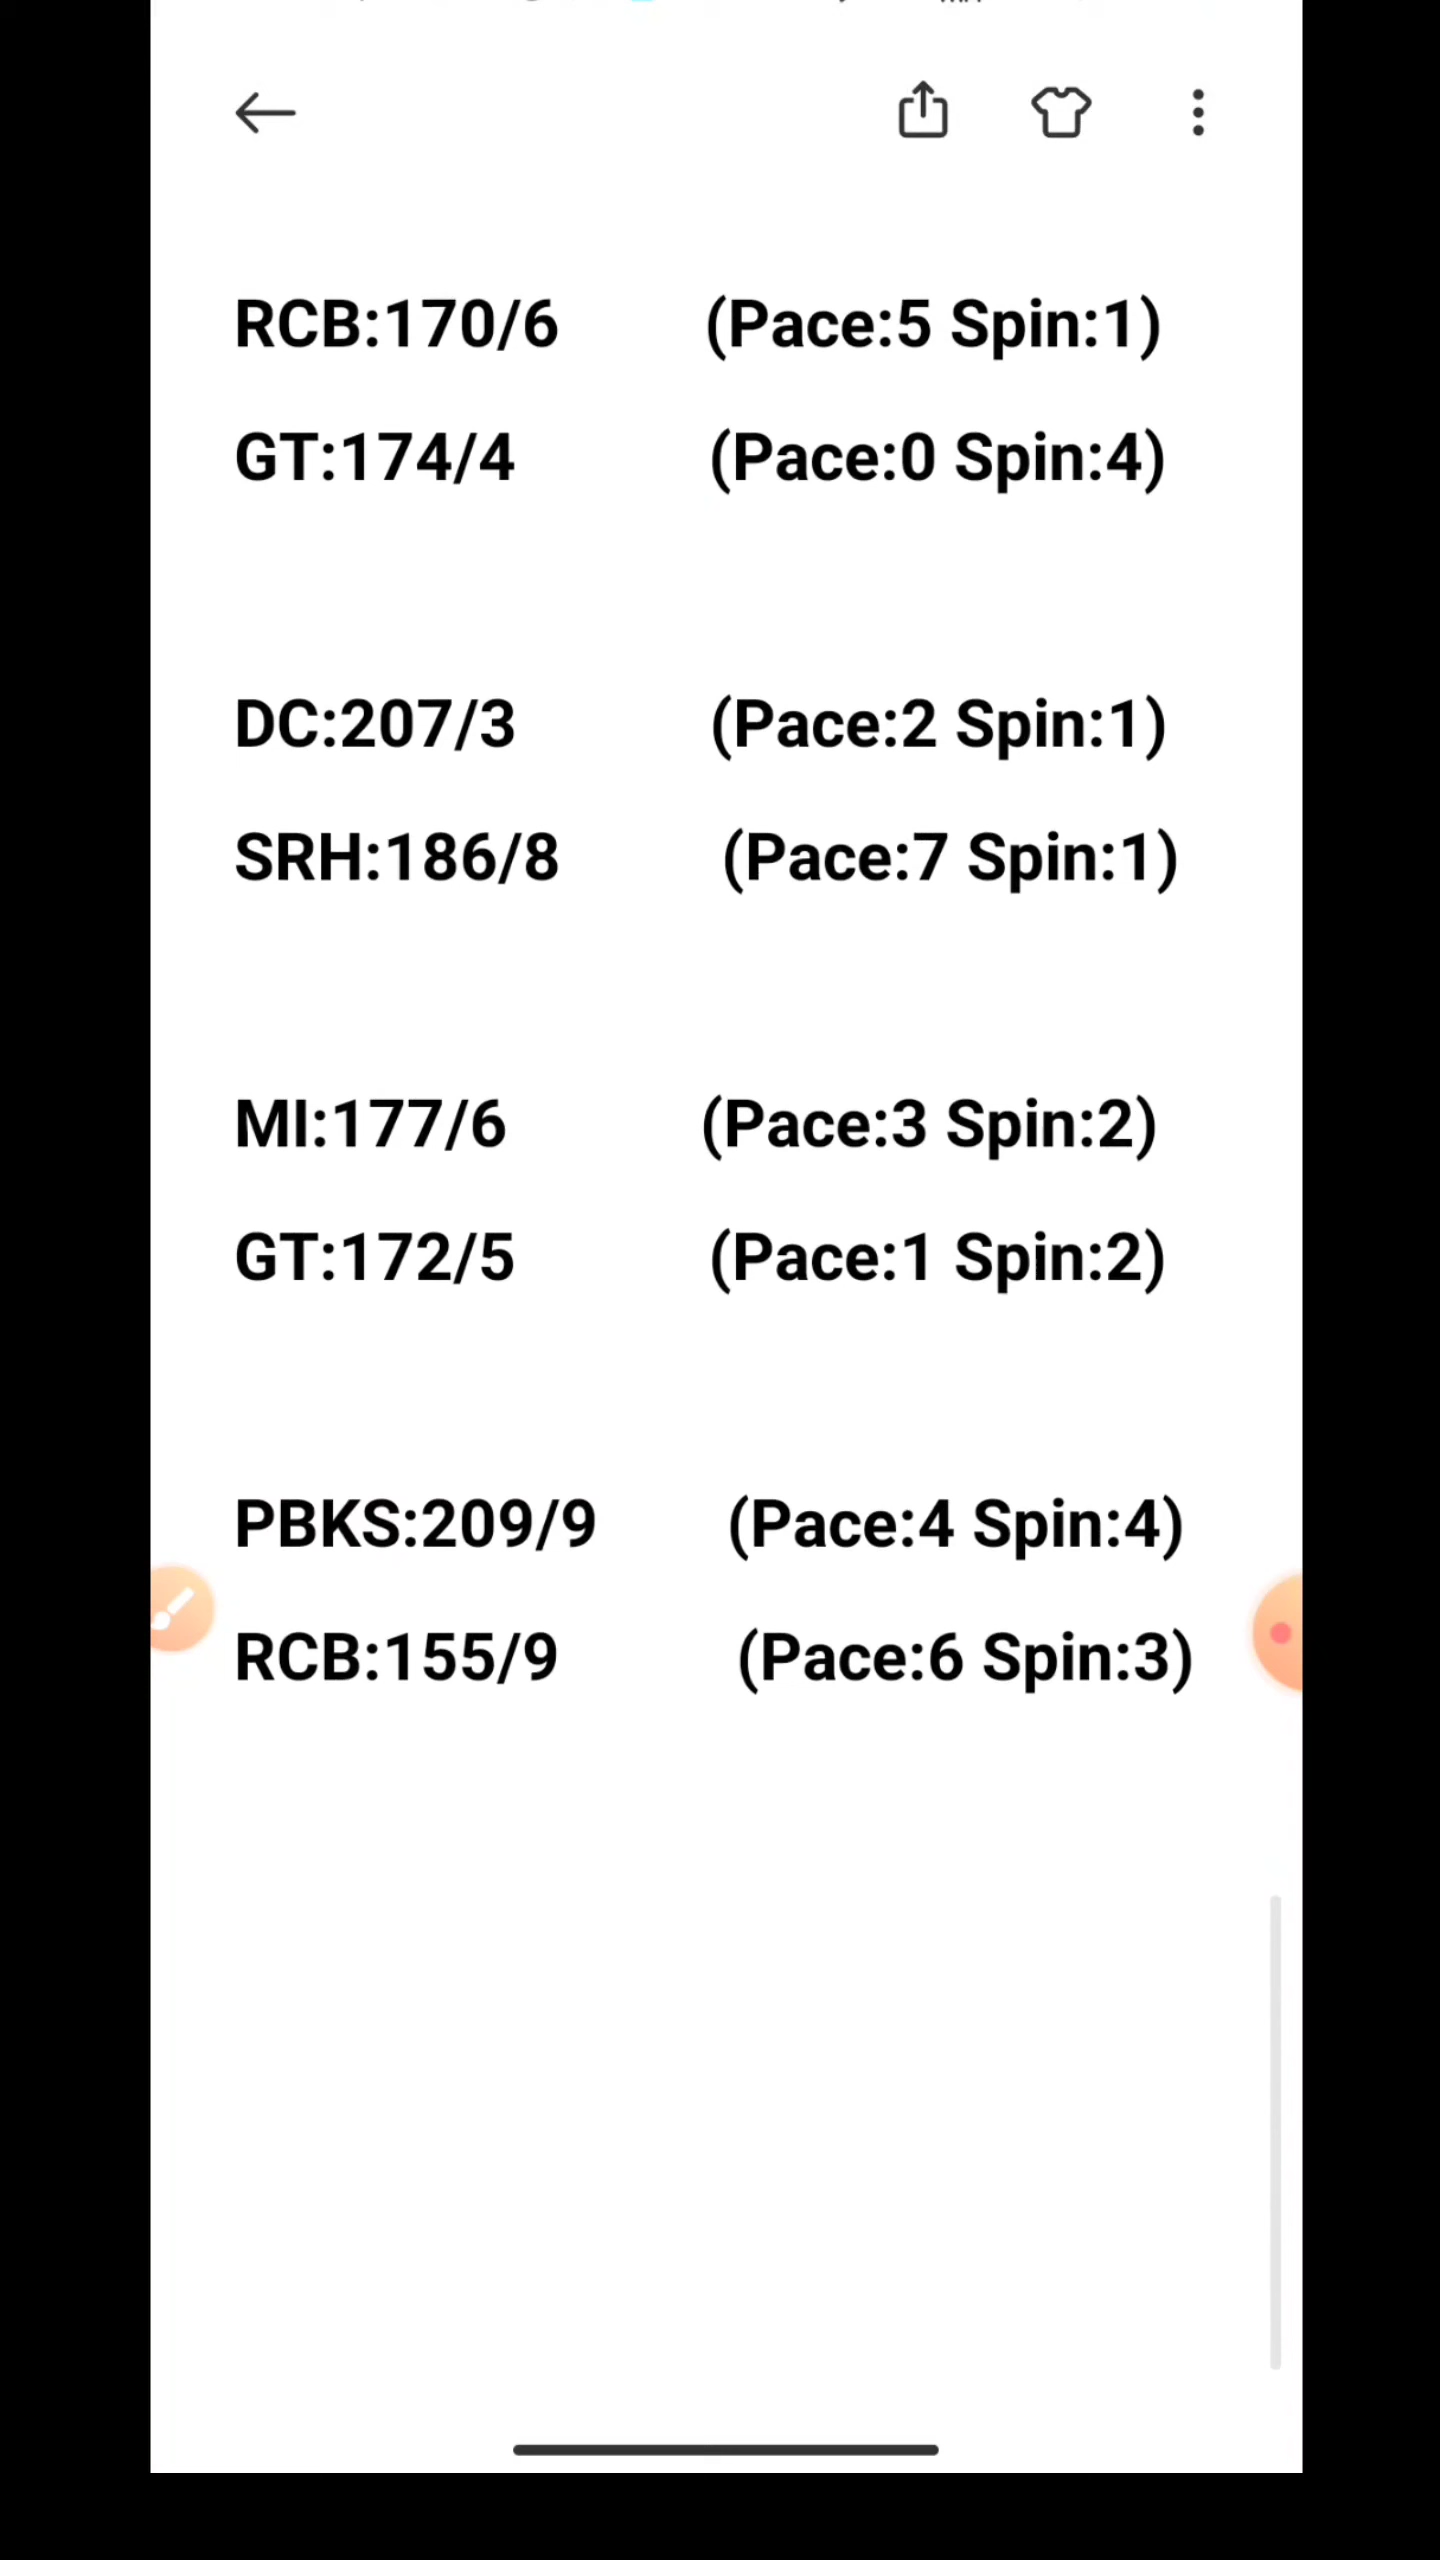 RCB:170/6 (Pace:5 Spin:1)
GT:174/4 (Pace:0 Spin:4)
DC:207/3 (Pace:2 Spin:1)
SRH:186/8 (Pace:7 Spin:1)
MI:177/6 (Pace:3 Spin:2)
GT:172/5 (Pace:1 Spin:2)
PBKS:209/9 (Pace:4 Spin:4)
RCB:155/9 (Pace:6 Spin:3)